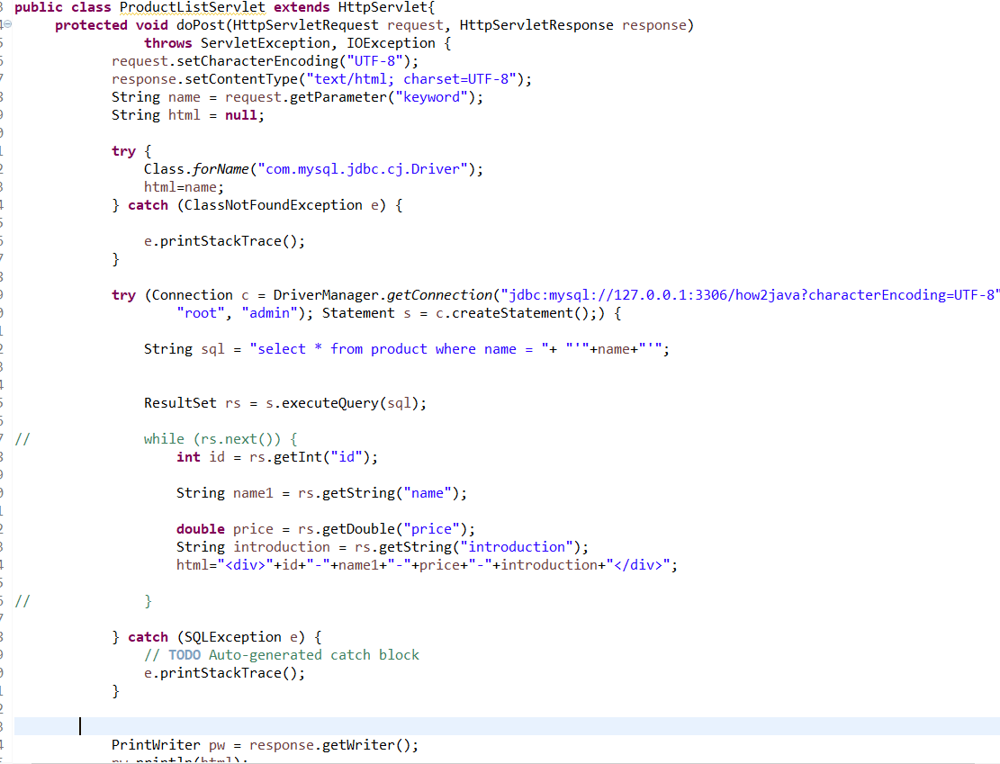 public class ProductListServlet extends HttpServlet{
protected void doPost(HttpServletRequest request, HttpServletResponse response)
throws ServletException, IOException {
request.setCharacterEncoding("UTF-8");
response.setContentType("text/html; charset=UTF-8");
String name = request.getParameter("keyword");
String html = null;
try {
Class.forName("com.mysql.jdbc.cj.Driver");
html=name;
} catch (ClassNotFoundException e) {
e.printStackTrace();
}
try (Connection c = DriverManager.getConnection("jdbc:mysql://127.0.0.1:3306/how2java?characterEncoding=UTF-8"
"root", "admin"); Statement s = c.createStatement();) {
String sql = "select * from product where name = "+ "'"+name+"'";
ResultSet rs = s.executeQuery(sql);
// while (rs.next()) {
int id = rs.getInt("id");
String name1 = rs.getString("name");
double price = rs.getDouble("price");
String introduction = rs.getString("introduction");
html="<div>"+id+"-"+name1+"-"+price+"-"+introduction+"</div>";
// }
} catch (SQLException e) {
// TODO Auto-generated catch block
e.printStackTrace();
}
PrintWriter pw = response.getWriter();
pw.println(html);